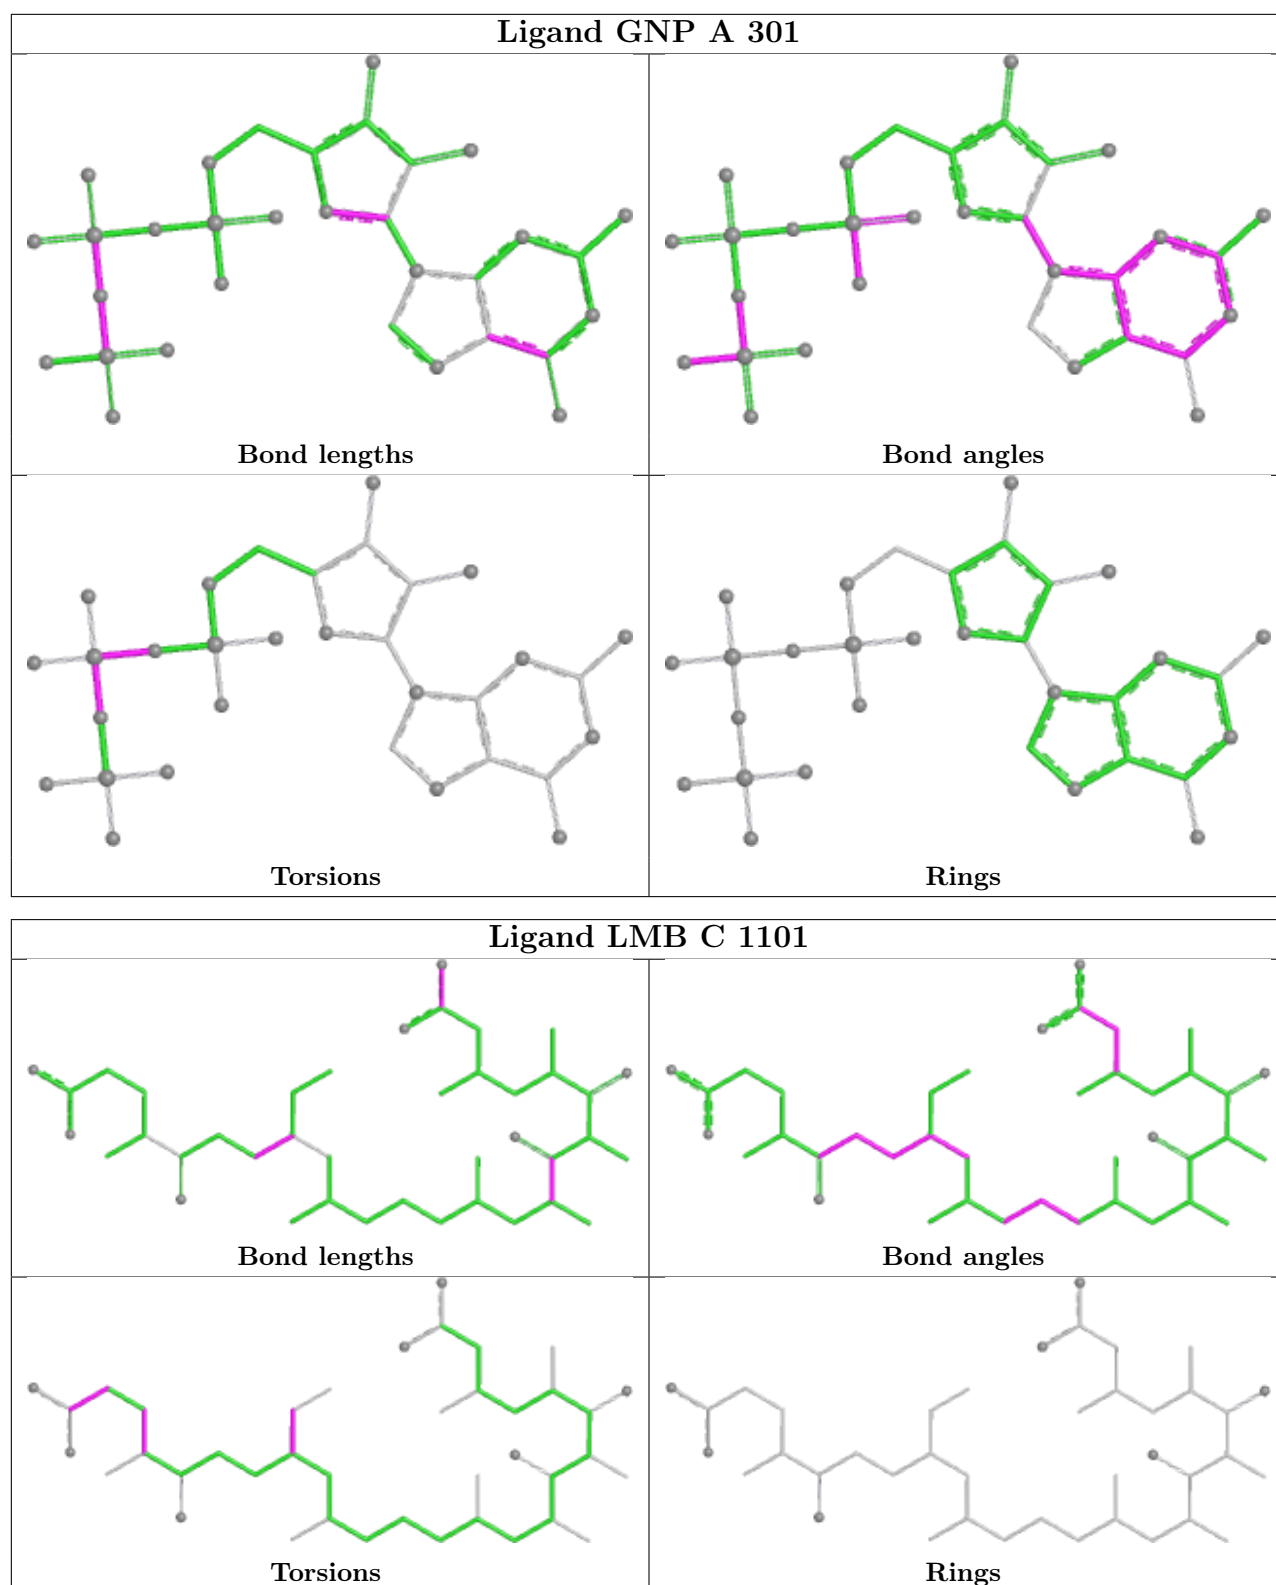 Ligand GNP A 301
Bond lengths
Bond angles
Torsions
Rings
Ligand LMB C 1101
Bond lengths
Bond angles
Torsions
Rings